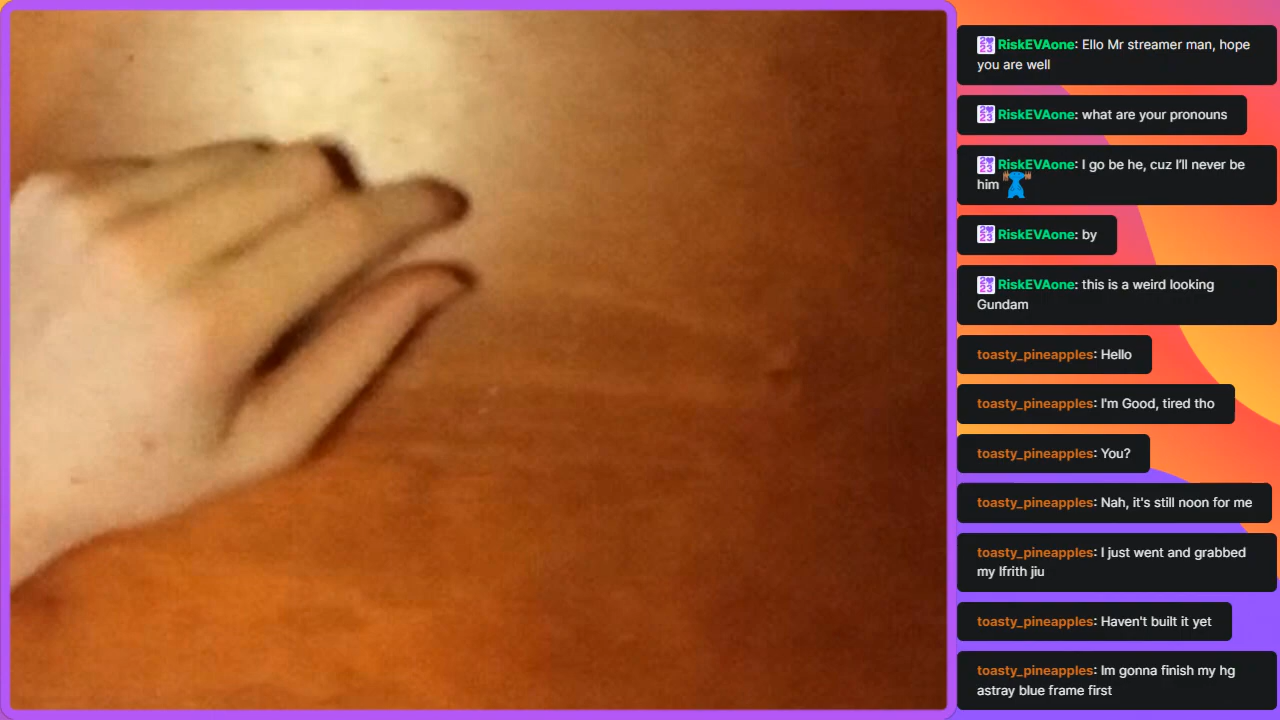 RiskEVAone: Ello Mr streamer man, hope
you are well
RiskEVAone: what are your pronouns
RiskEVAone: I go be he, cuz I'll never be
him
RiskEVAone: by
RiskEVAone: this is a weird looking
Gundam
toasty_pineapples: Hello
toasty_pineapples: I'm Good, tired tho
toasty_pineapples: You?
toasty_pineapples: Nah, it's still noon for me
toasty_pineapples: I just went and grabbed
my Ifrith jiu
toasty_pineapples: Haven't built it yet
toasty_pineapples: Im gonna finish my hg
astray blue frame first